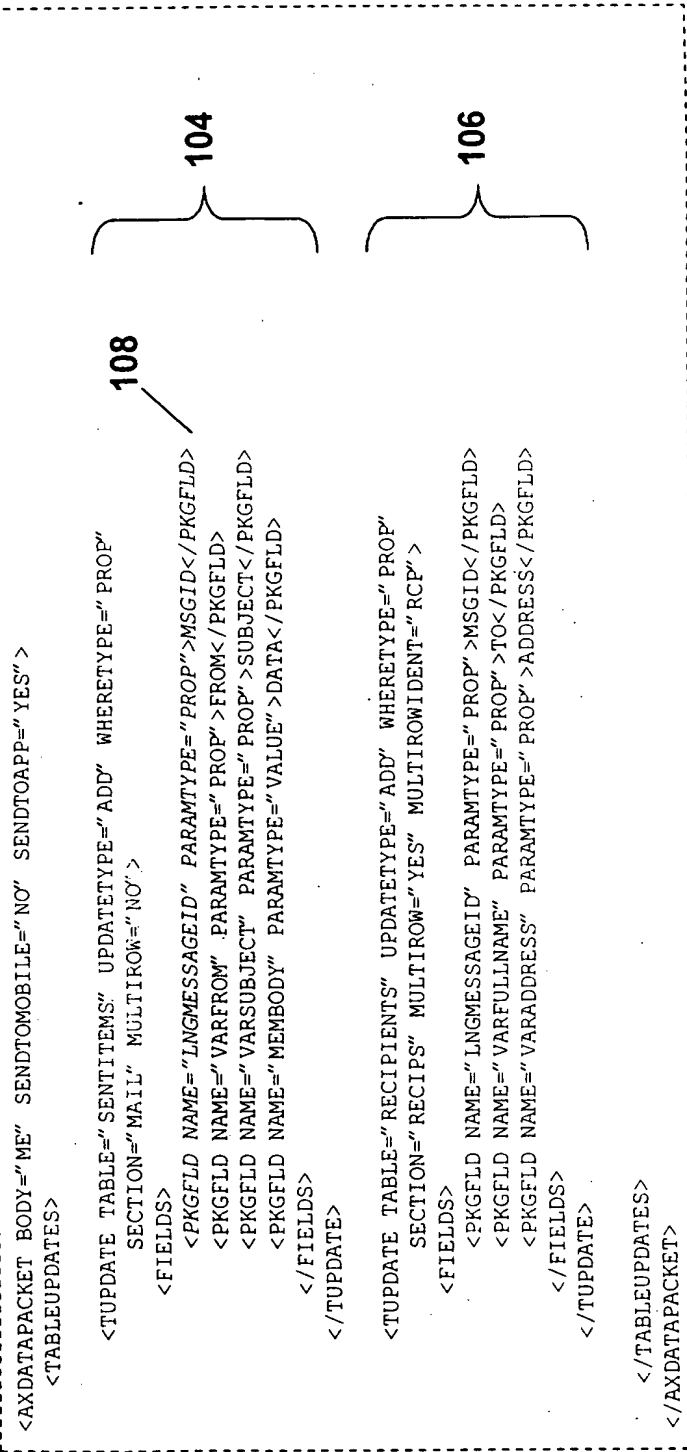 <AXDATAPACKET BODY="ME" SENDTOMOBILE="NO" SENDTOAPP="YES">
<TABLEUPDATES>
<TUPDATE TABLE="SENTITEMS" UPDATETYPE="ADD" WHERETYPE="PROP"
SECTION="MAIL" MULTIROW="NO">
<FIELDS>
<PKGFLD NAME="LNGMESSAGEID" PARAMTYPE="PROP">MSGID</PKGFLD>
<PKGFLD NAME="VARFROM" PARAMTYPE="PROP">FROM</PKGFLD>
<PKGFLD NAME="VARSUBJECT" PARAMTYPE="PROP">SUBJECT</PKGFLD>
<PKGFLD NAME="MEMBODY" PARAMTYPE="VALUE">DATA</PKGFLD>
</FIELDS>
</TUPDATE>
108
104
<TUPDATE TABLE="RECIPIENTS" UPDATETYPE="ADD" WHERETYPE="PROP"
SECTION="RECIPS" MULTIROW="YES" MULTIROWIDENT="RCP">
<FIELDS>
<PKGFLD NAME="LNGMESSAGEID" PARAMTYPE="PROP">MSGID</PKGFLD>
<PKGFLD NAME="VARFULLNAME" PARAMTYPE="PROP">TO</PKGFLD>
<PKGFLD NAME="VARADDRESS" PARAMTYPE="PROP">ADDRESS</PKGFLD>
</FIELDS>
</TUPDATE>
106
</TABLEUPDATES>
</AXDATAPACKET>